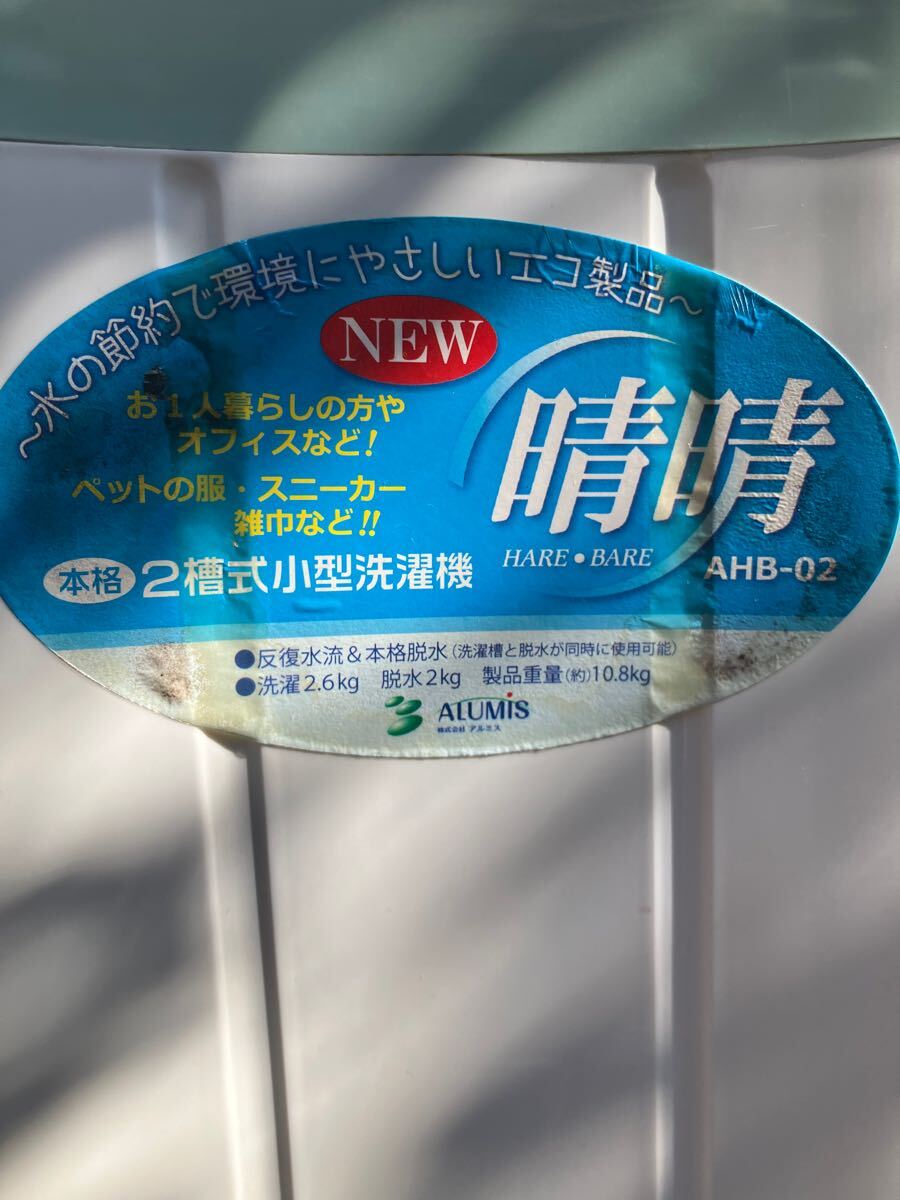 ～水の節約で環境にやさしいエコ製品～
NEW
お1人暮らしの方や
オフィスなど!
ペットの服・スニーカー
雑巾など!!
晴晴
HARE・BARE
AHB-02
本格 2槽式小型洗濯機
●反復水流&本格脱水(洗濯槽と脱水が同時に使用可能)
●洗濯2.6kg 脱水2kg 製品重量(約)10.8kg
ALUMIS
株式会社 アルミス